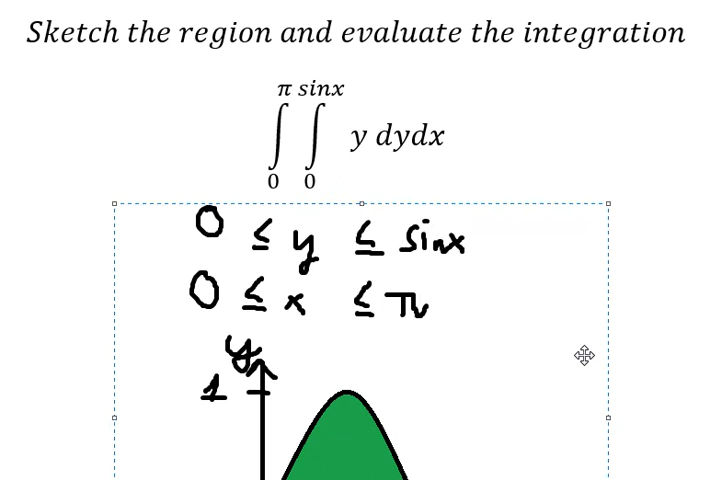 Sketch the region and evaluate the integration
π sinx
∫ ∫ y dydx
0 0
0 ≤ y ≤ sinx
0 ≤ x ≤ π
y
1